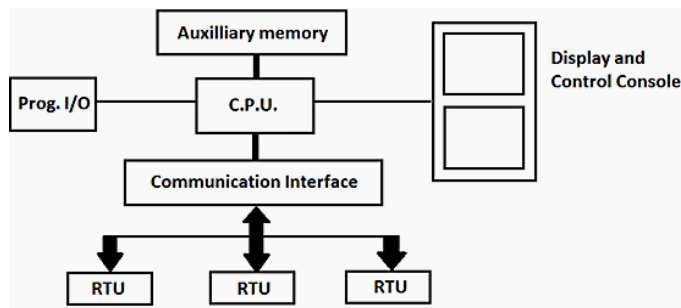 Auxilliary memory
Display and
Control Console
Prog. I/O
C.P.U.
Communication Interface
RTU
RTU
RTU